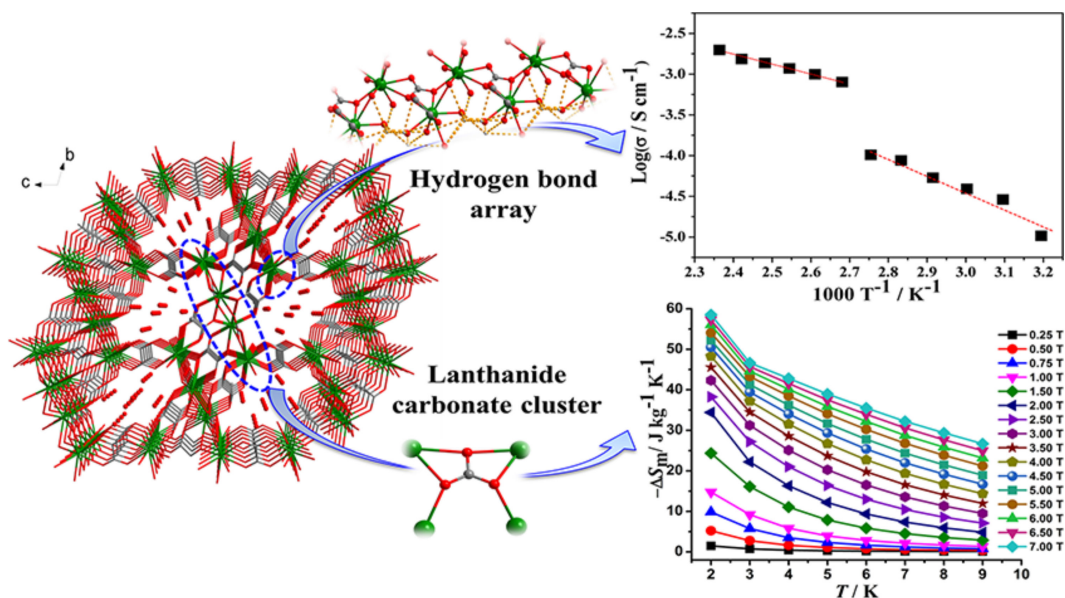 b
c
Hydrogen bond
array
Lanthanide
carbonate cluster
Log(σ / S cm⁻¹)
-2.5
-3.0
-3.5
-4.0
-4.5
-5.0
2.3 2.4 2.5 2.6 2.7 2.8 2.9 3.0 3.1 3.2
1000 T⁻¹ / K⁻¹
−ΔSm/ J kg⁻¹ K⁻¹
60
50
40
30
20
10
0
2 3 4 5 6 7 8 9 10
T / K
0.25 T
0.50 T
0.75 T
1.00 T
1.50 T
2.00 T
2.50 T
3.00 T
3.50 T
4.00 T
4.50 T
5.00 T
5.50 T
6.00 T
6.50 T
7.00 T